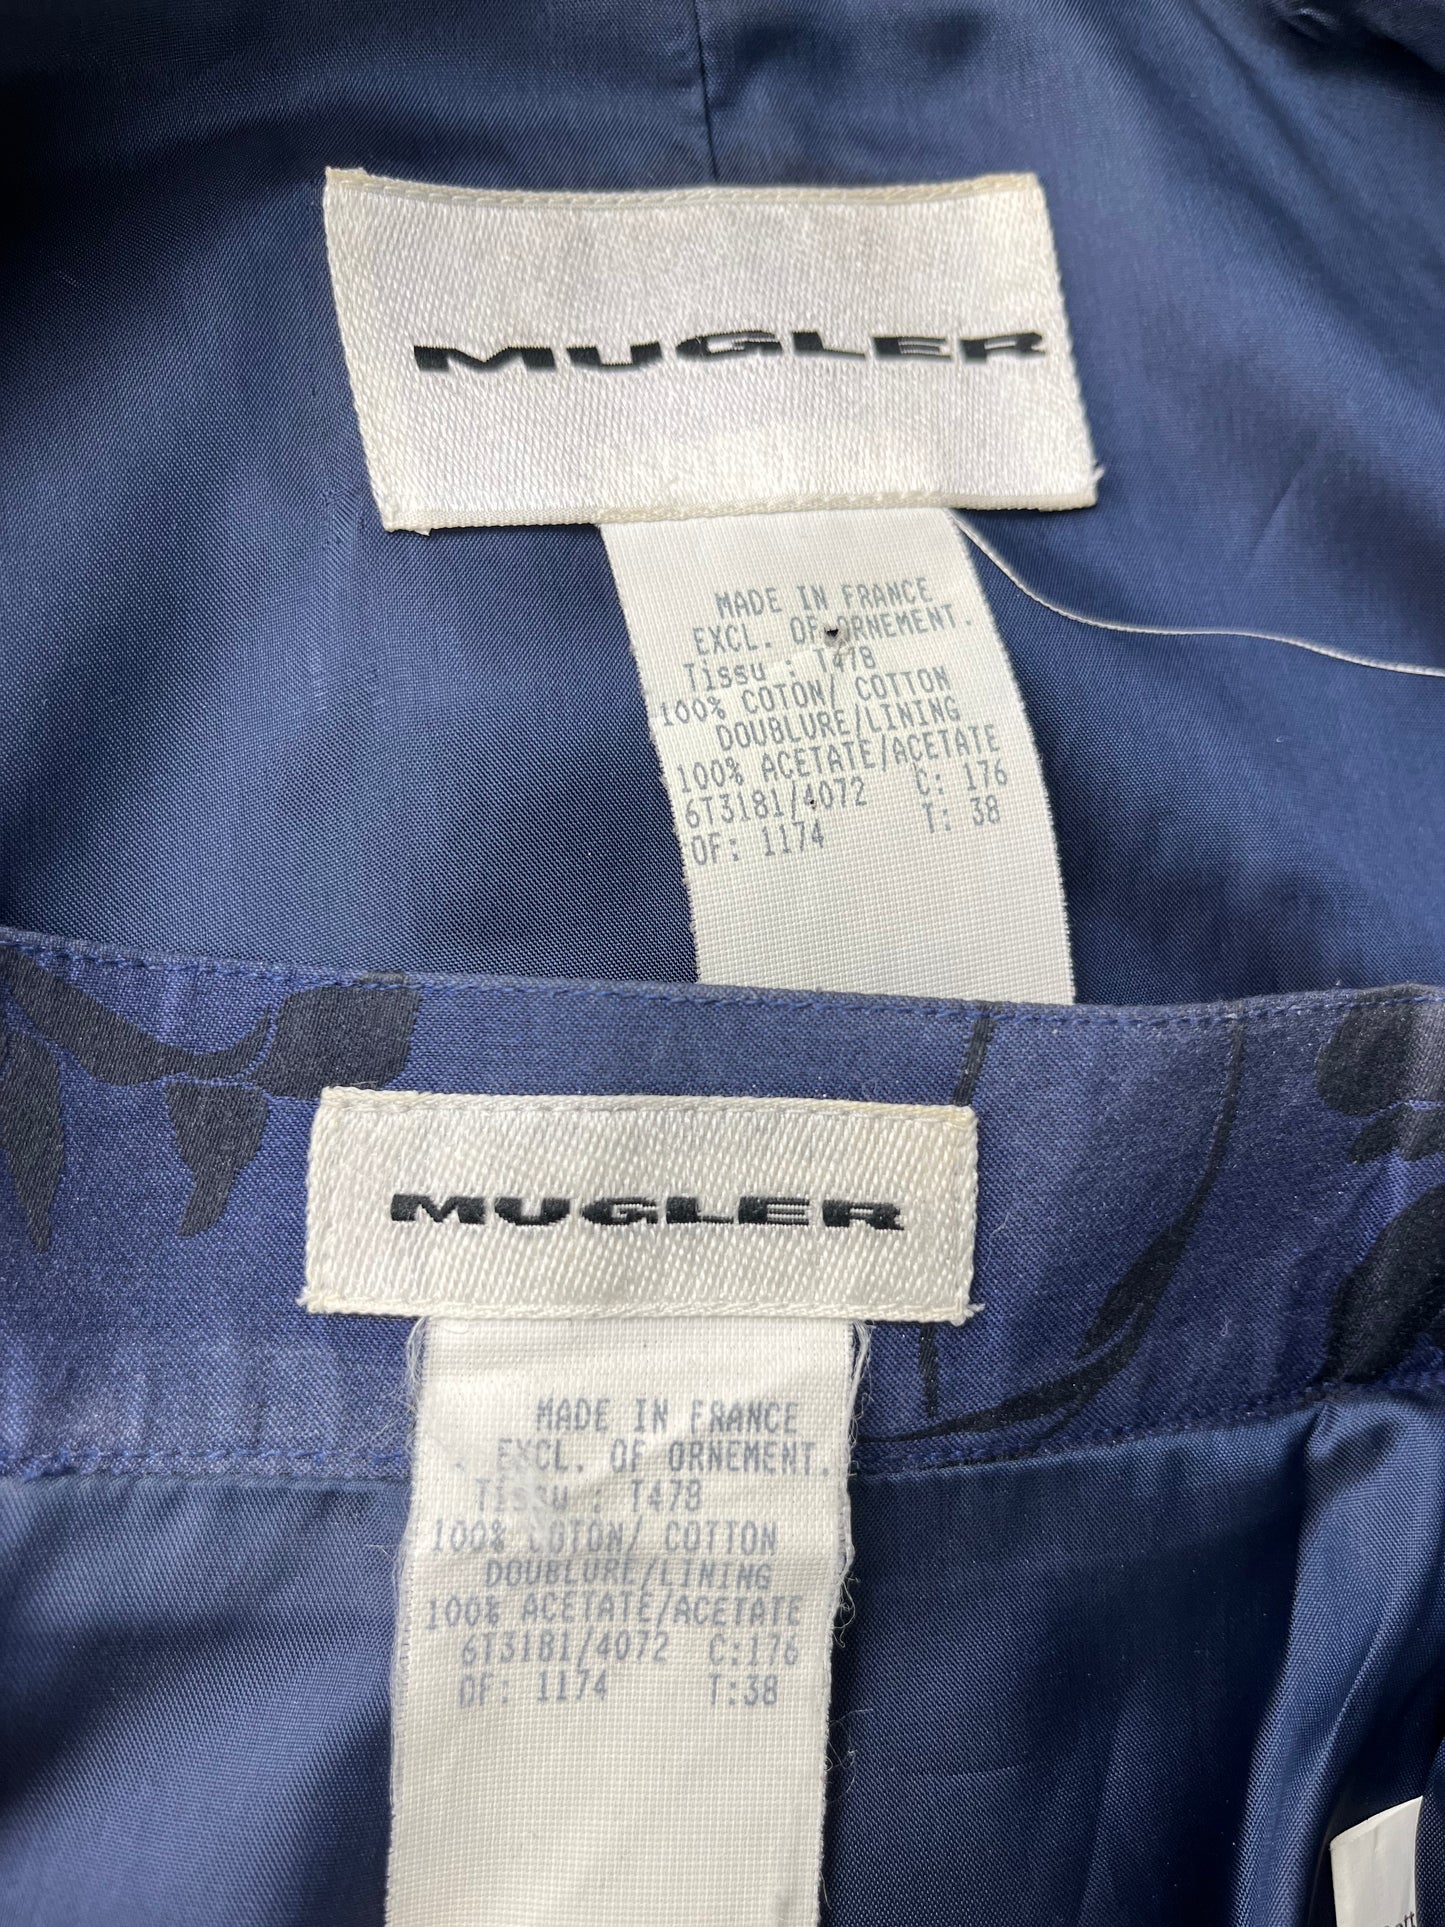 MUGLER
MADE IN FRANCE
EXCL. OF ORNEMENT.
Tissu : T478
100% COTON/ COTTON
DOUBLURE/LINING
100% ACETATE/ACETATE
6T3181/4072 C: 176
OF: 1174 T: 38
MUGLER
MADE IN FRANCE
EXCL. OF ORNEMENT.
Tissu : T478
100% COTON/ COTTON
DOUBLURE/LINING
100% ACETATE/ACETATE
6T3181/4072 C:176
OF: 1174 T:38